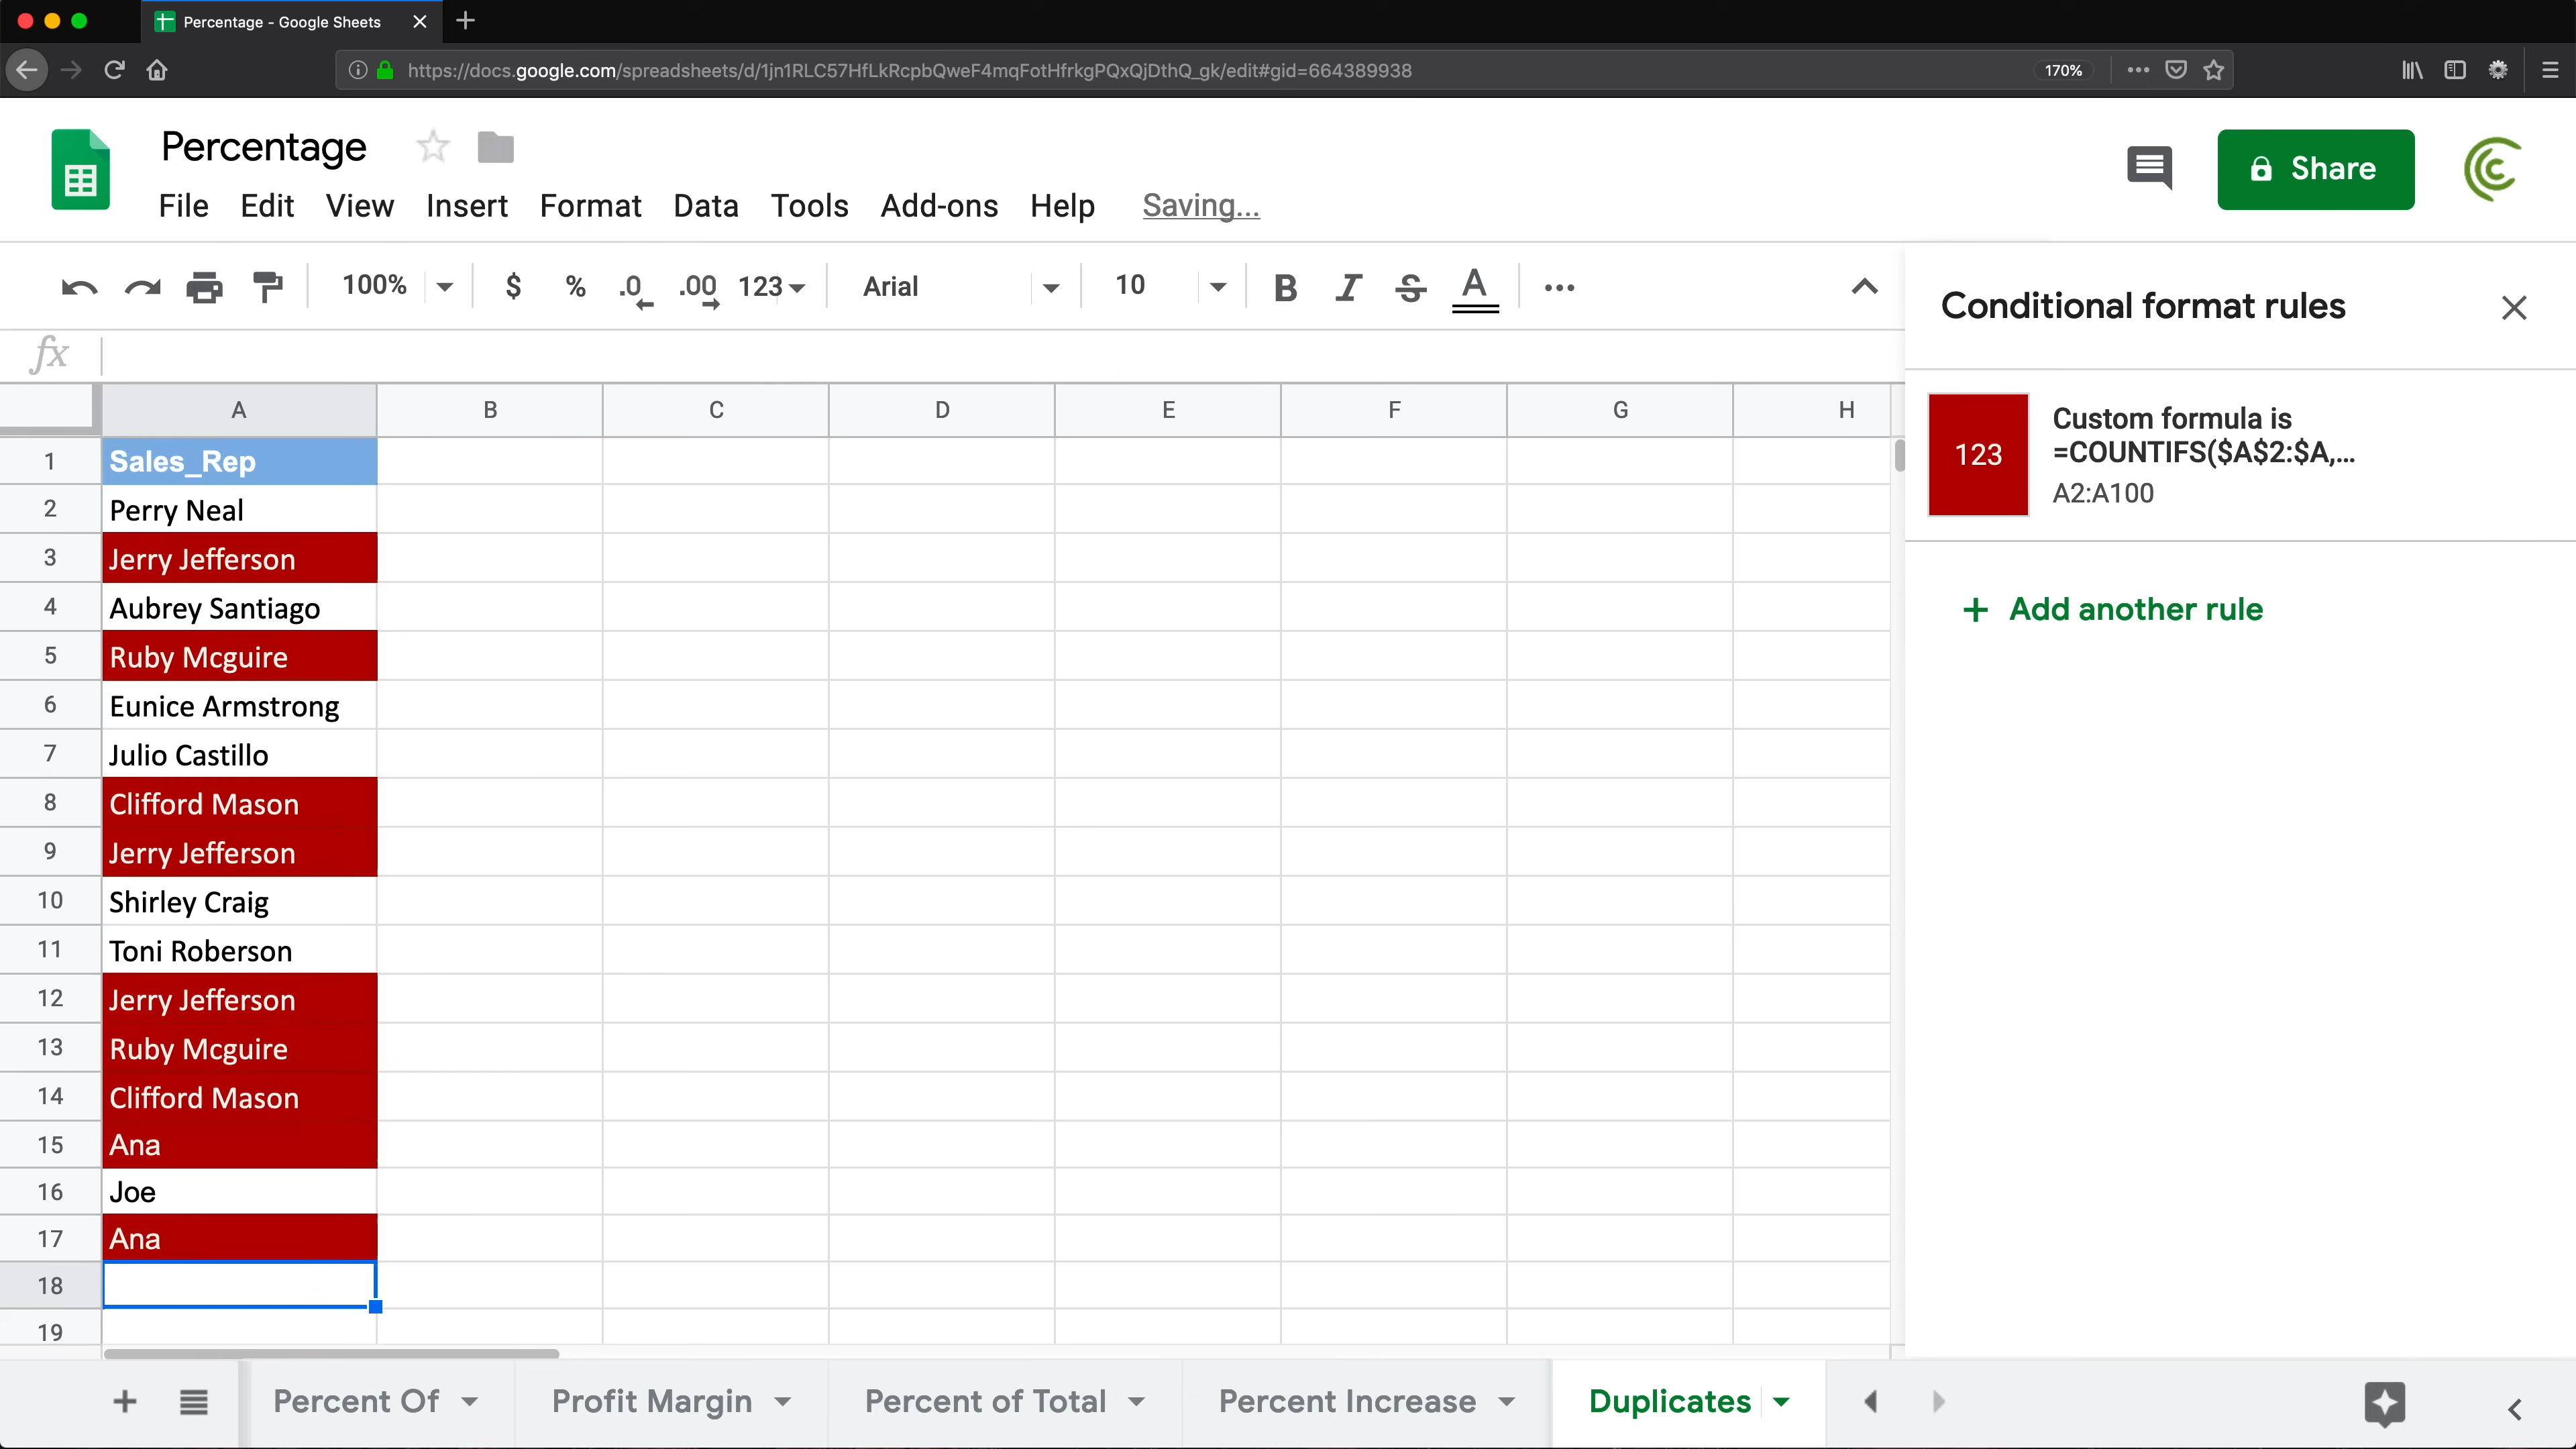 Percentage - Google Sheets
https://docs.google.com/spreadsheets/d/1jn1RLC57HfLkRcpbQweF4mqFotHfrkgPQxQjDthQ_gk/edit#gid=664389938
170%
Percentage
Share
File Edit View Insert Format Data Tools Add-ons Help Saving...
100% $ % .0 .00 123 Arial 10 B I S A
Conditional format rules
fx
123
Custom formula is
=COUNTIFS($A$2:$A,...
A2:A100
Add another rule
A B C D E F G H
1 Sales_Rep
2 Perry Neal
3 Jerry Jefferson
4 Aubrey Santiago
5 Ruby Mcguire
6 Eunice Armstrong
7 Julio Castillo
8 Clifford Mason
9 Jerry Jefferson
10 Shirley Craig
11 Toni Roberson
12 Jerry Jefferson
13 Ruby Mcguire
14 Clifford Mason
15 Ana
16 Joe
17 Ana
18
19
Percent Of Profit Margin Percent of Total Percent Increase Duplicates